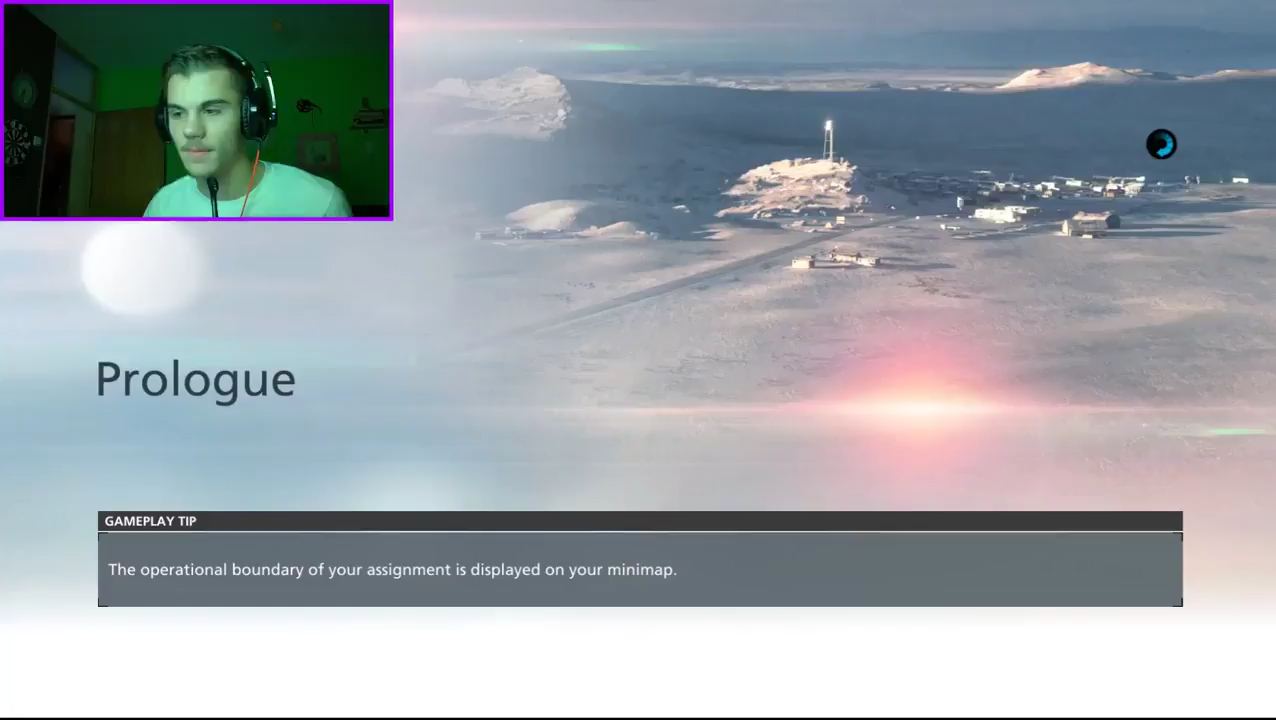 Prologue
GAMEPLAY TIP
The operational boundary of your assignment is displayed on your minimap.